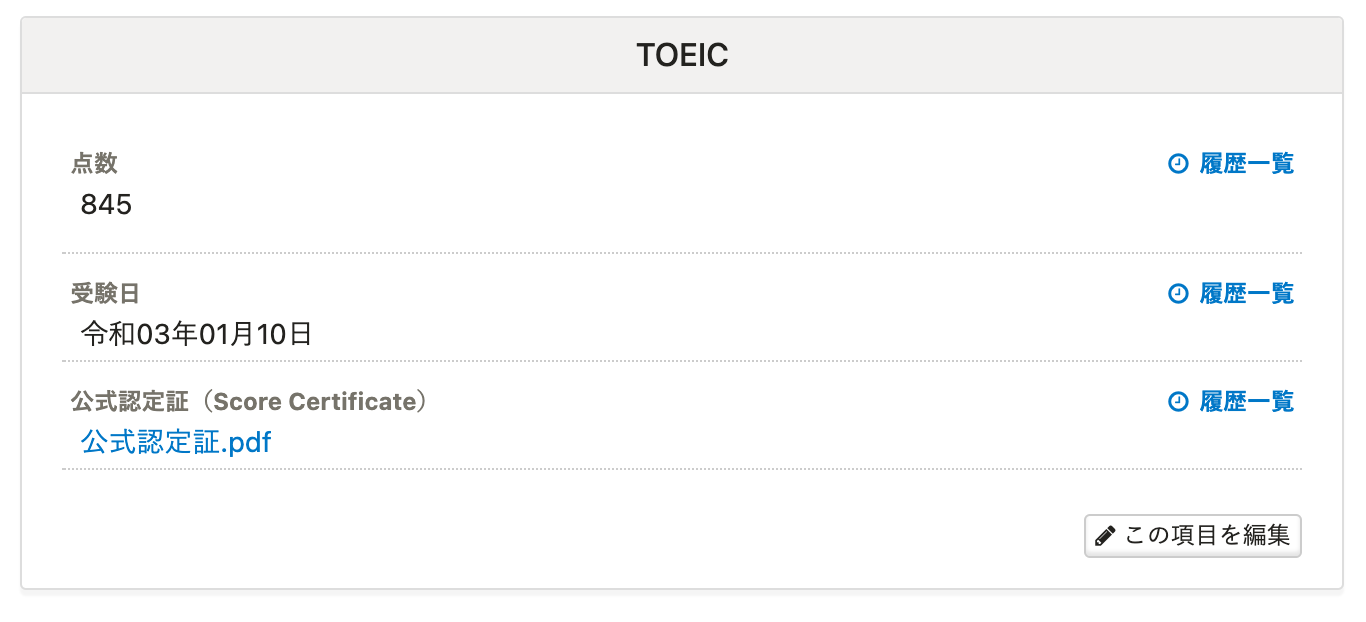 TOEIC
点数
履歴一覧
845
受験日
履歴一覧
令和03年01月10日
公式認定証（Score Certificate）
履歴一覧
公式認定証.pdf
この項目を編集